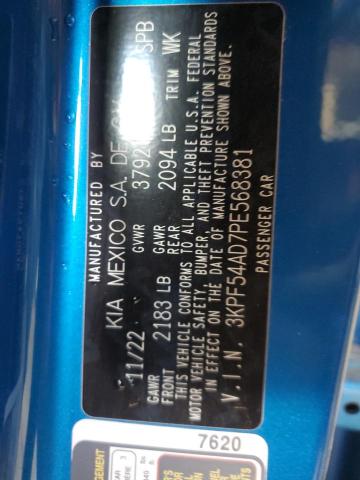 MANUFACTURED BY
KIA MEXICO S.A. DE
11/22 GVWR 3792 SPB
GAWR FRONT 2183 LB GAWR REAR 2094 LB TRIM WK
THIS VEHICLE CONFORMS TO ALL APPLICABLE U.S.A. FEDERAL
MOTOR VEHICLE SAFETY, BUMPER, AND THEFT PREVENTION STANDARDS
IN EFFECT ON THE DATE OF MANUFACTURE SHOWN ABOVE.
V.I.N. 3KPF54AD7PE568381
PASSENGER CAR
7620